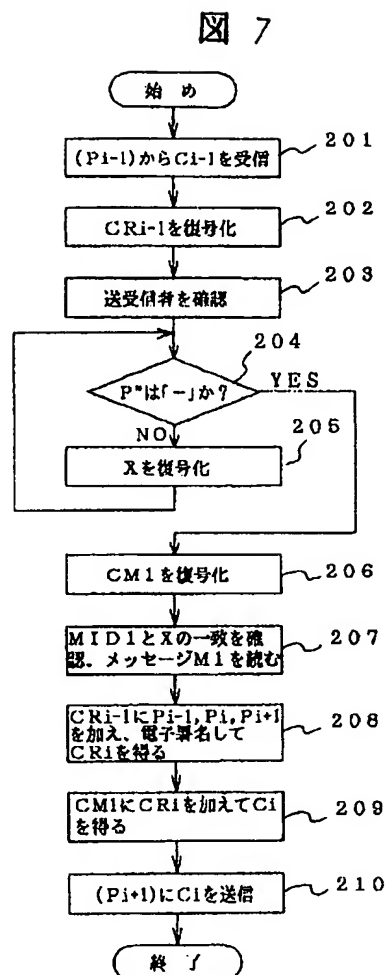 図 7
始 め
(Pi-1)からCi-1を受信
201
CRi-1を復号化
202
送受信者を確認
203
204
P"は「-」か?
YES
NO
205
Xを復号化
CM1を復号化
206
MID1とXの一致を確
認、メッセージM1を読む
207
CRi-1にPi-1,Pi,Pi+1
を加え、電子署名して
CRiを得る
208
CM1にCRiを加えてCi
を得る
209
(Pi+1)にCiを送信
210
終 了